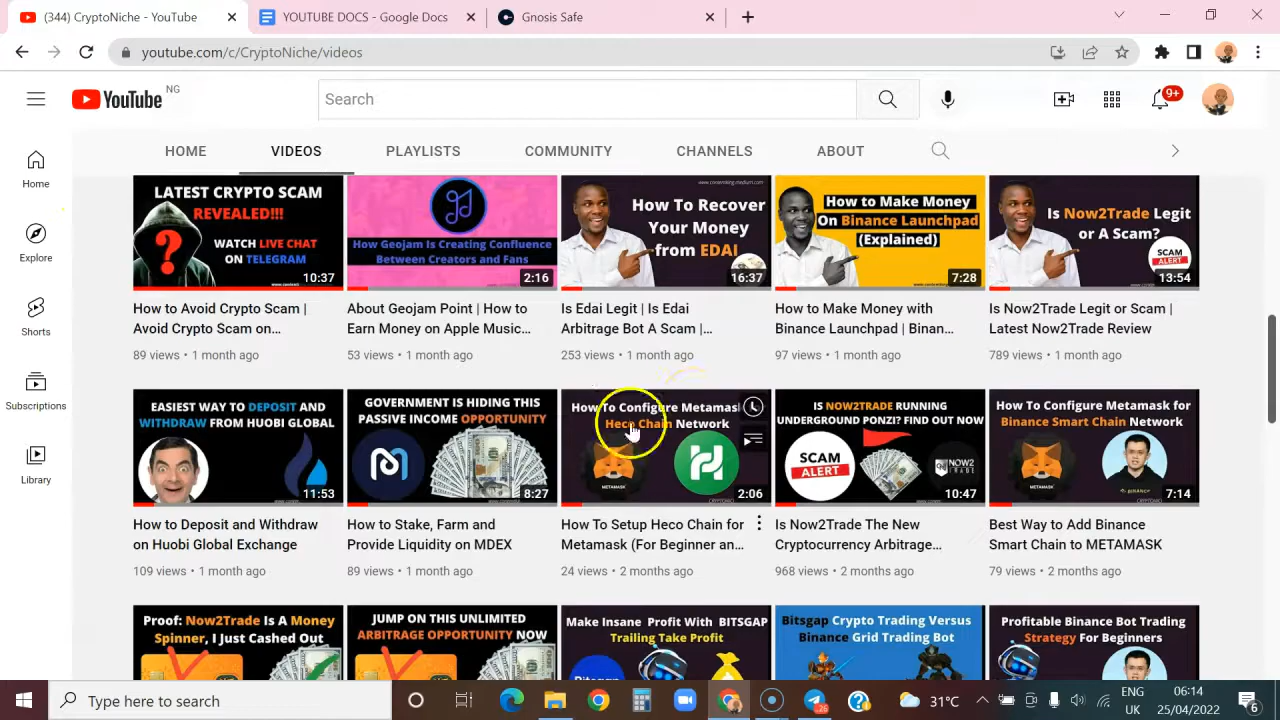 (344) CryptoNiche - YouTube
YOUTUBE DOCS - Google Docs
Gnosis Safe
youtube.com/c/CryptoNiche/videos
YouTube NG
Search
9+
HOME
VIDEOS
PLAYLISTS
COMMUNITY
CHANNELS
ABOUT
Home
Explore
Shorts
Subscriptions
Library
LATEST CRYPTO SCAM
REVEALED!!!
WATCH LIVE CHAT
ON TELEGRAM
10:37
How Geojam Is Creating Confluence
Between Creators and Fans
2:16
How To Recover
Your Money
from EDAI
16:37
How to Make Money
On Binance Launchpad
(Explained)
7:28
Is Now2Trade Legit
or A Scam?
SCAM
ALERT
13:54
How to Avoid Crypto Scam |
Avoid Crypto Scam on...
89 views • 1 month ago
About Geojam Point | How to
Earn Money on Apple Music...
53 views • 1 month ago
Is Edai Legit | Is Edai
Arbitrage Bot A Scam |...
253 views • 1 month ago
How to Make Money with
Binance Launchpad | Binan...
97 views • 1 month ago
Is Now2Trade Legit or Scam |
Latest Now2Trade Review
789 views • 1 month ago
EASIEST WAY TO DEPOSIT AND
WITHDRAW FROM HUOBI GLOBAL
11:53
GOVERNMENT IS HIDING THIS
PASSIVE INCOME OPPORTUNITY
8:27
How To Configure Metamask
Heco Chain Network
METAMASK
2:06
IS NOW2TRADE RUNNING
UNDERGROUND PONZI? FIND OUT NOW
SCAM
ALERT
NOW2
TRADE
10:47
How To Configure Metamask for
Binance Smart Chain Network
METAMASK
BINANCE
7:14
How to Deposit and Withdraw
on Huobi Global Exchange
109 views • 1 month ago
How to Stake, Farm and
Provide Liquidity on MDEX
89 views • 1 month ago
How To Setup Heco Chain for
Metamask (For Beginner an...
24 views • 2 months ago
Is Now2Trade The New
Cryptocurrency Arbitrage...
968 views • 2 months ago
Best Way to Add Binance
Smart Chain to METAMASK
79 views • 2 months ago
Proof: Now2Trade Is A Money
Spinner, I Just Cashed Out
JUMP ON THIS UNLIMITED
ARBITRAGE OPPORTUNITY NOW
Make Insane Profit With BITSGAP
Trailing Take Profit
Bitsgap Crypto Trading Versus
Binance Grid Trading Bot
Profitable Binance Bot Trading
Strategy For Beginners
Type here to search
31°C
ENG
UK
06:14
25/04/2022
6